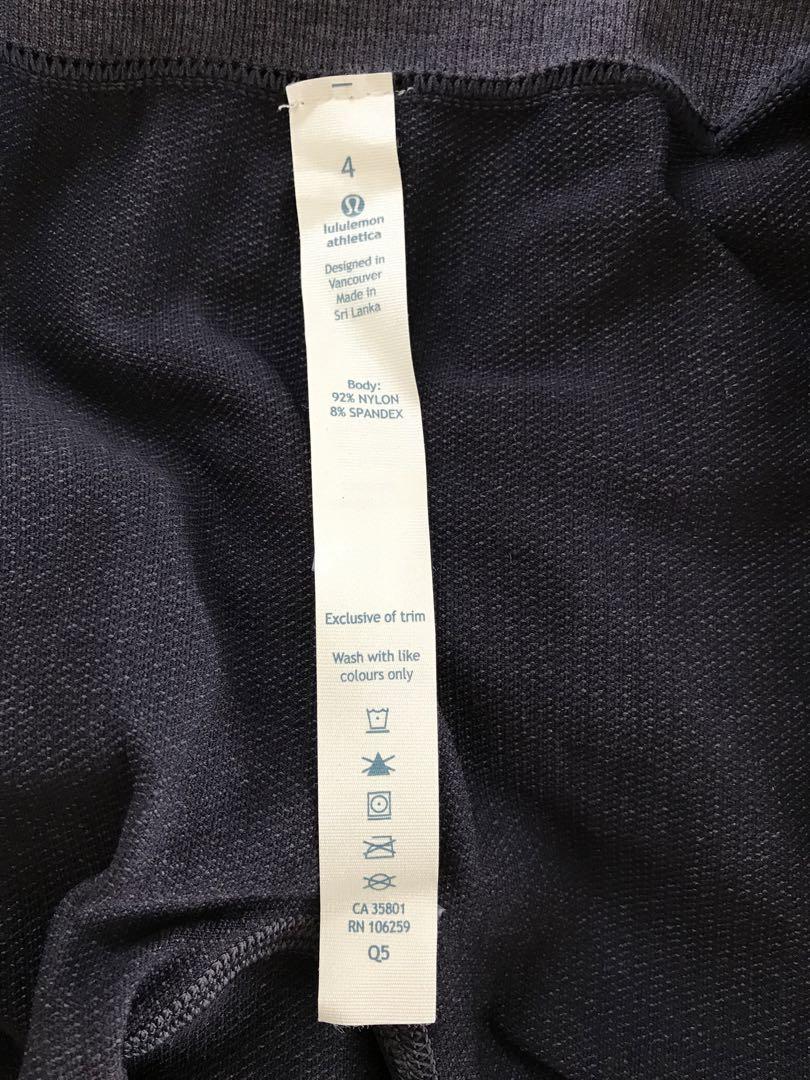 4
lululemon
athletica
Designed in
Vancouver
Made in
Sri Lanka
Body:
92% NYLON
8% SPANDEX
Exclusive of trim
Wash with like
colours only
CA 35801
RN 106259
Q5